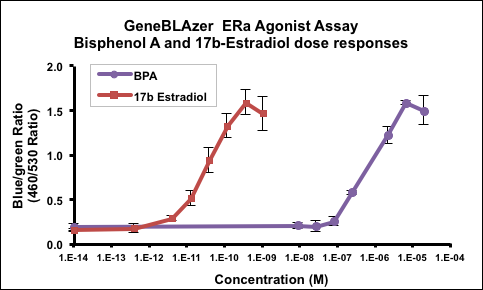 GeneBLAzer ERa Agonist Assay
Bisphenol A and 17b-Estradiol dose responses
BPA
17b Estradiol
Blue/green Ratio
(460/530 Ratio)
2.0
1.5
1.0
0.5
0.0
1.E-14 1.E-13 1.E-12 1.E-11 1.E-10 1.E-09 1.E-08 1.E-07 1.E-06 1.E-05 1.E-04
Concentration (M)